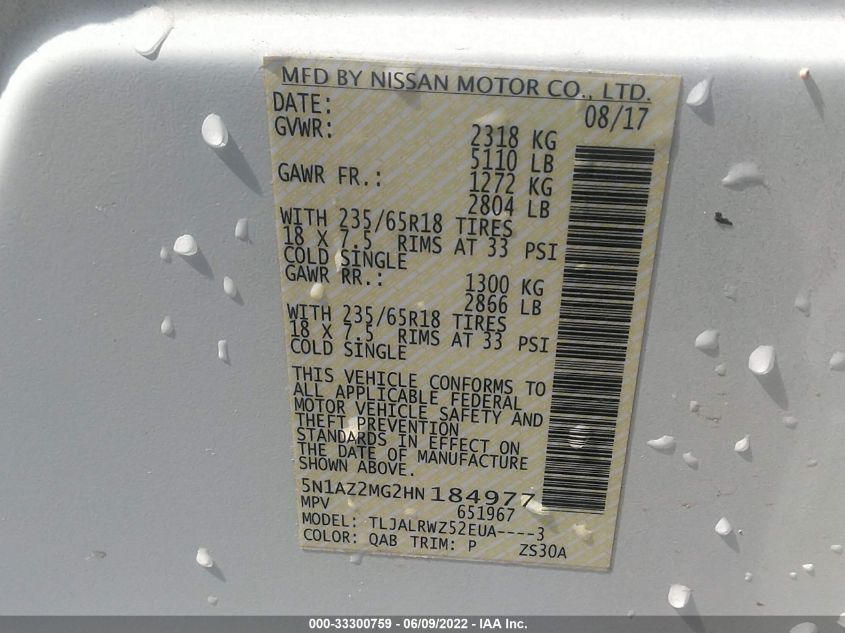 MFD BY NISSAN MOTOR CO., LTD.
DATE: 08/17
GVWR: 2318 KG
5110 LB
GAWR FR.: 1272 KG
2804 LB
WITH 235/65R18 TIRES
18 X 7.5 RIMS AT 33 PSI
COLD SINGLE
GAWR RR.: 1300 KG
2866 LB
WITH 235/65R18 TIRES
18 X 7.5 RIMS AT 33 PSI
COLD SINGLE
THIS VEHICLE CONFORMS TO
ALL APPLICABLE FEDERAL
MOTOR VEHICLE SAFETY AND
THEFT PREVENTION
STANDARDS IN EFFECT ON
THE DATE OF MANUFACTURE
SHOWN ABOVE.
5N1AZ2MG2HN184977
MPV 651967
MODEL: TLJALRWZ52EUA----3
COLOR: QAB TRIM: P ZS30A
000-33300759 - 06/09/2022 - IAA Inc.